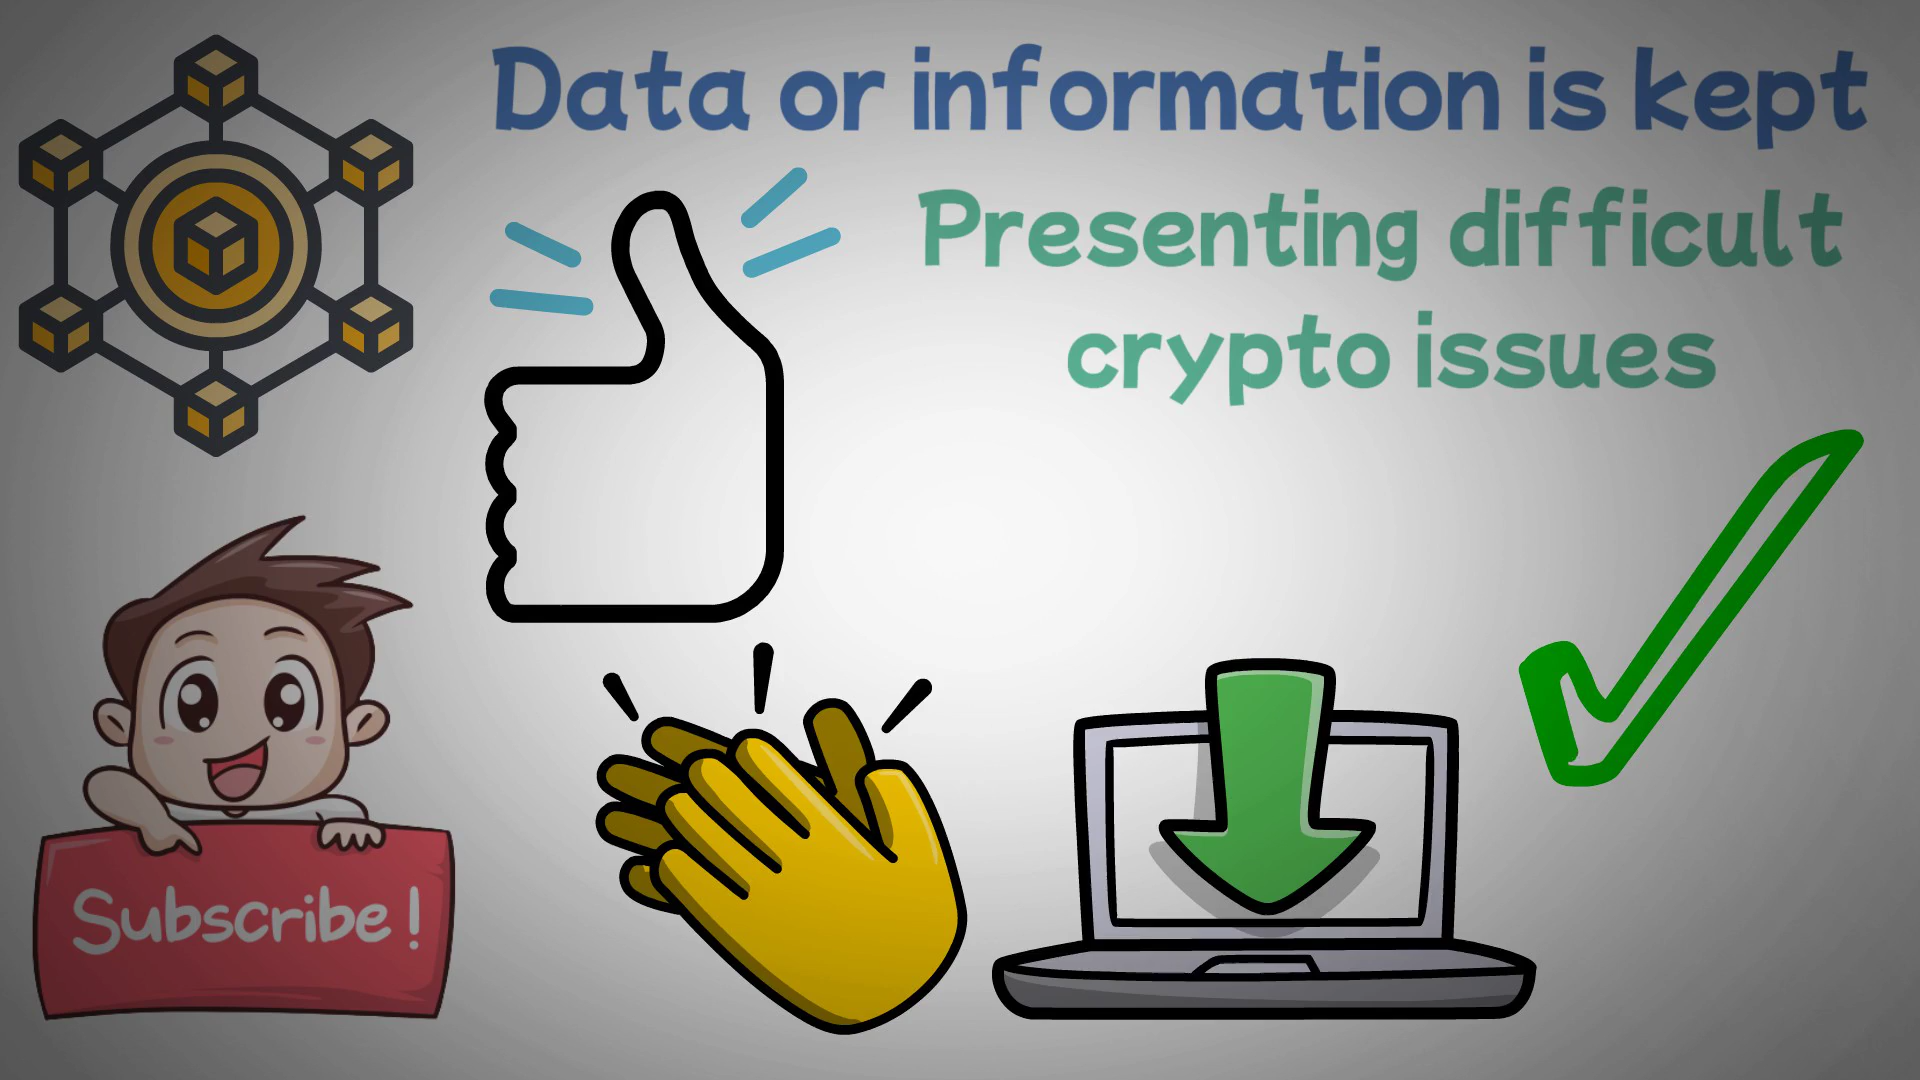 Data or information is kept
Presenting difficult
crypto issues
Subscribe!